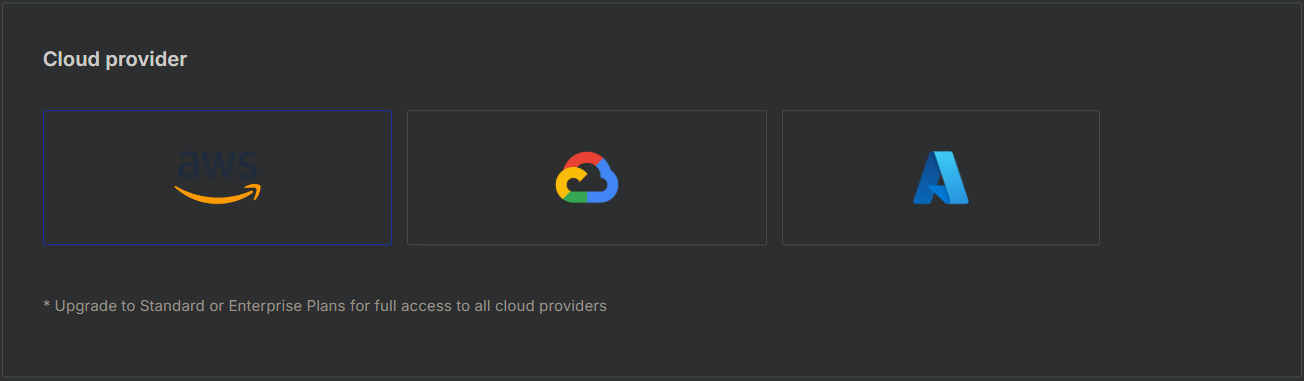 Cloud provider
aws
* Upgrade to Standard or Enterprise Plans for full access to all cloud providers